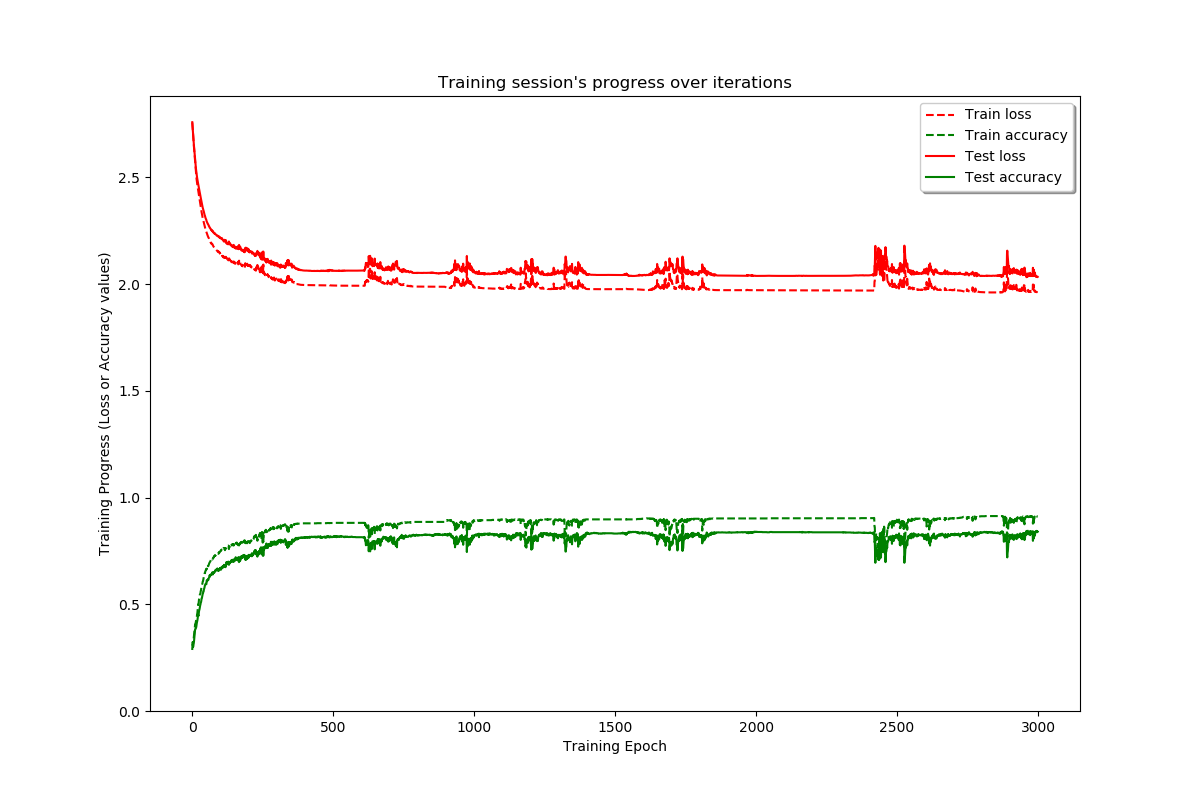 Training session's progress over iterations
Train loss
Train accuracy
Test loss
Test accuracy
Training Progress (Loss or Accuracy values)
2.5
2.0
1.5
1.0
0.5
0.0
0 500 1000 1500 2000 2500 3000
Training Epoch